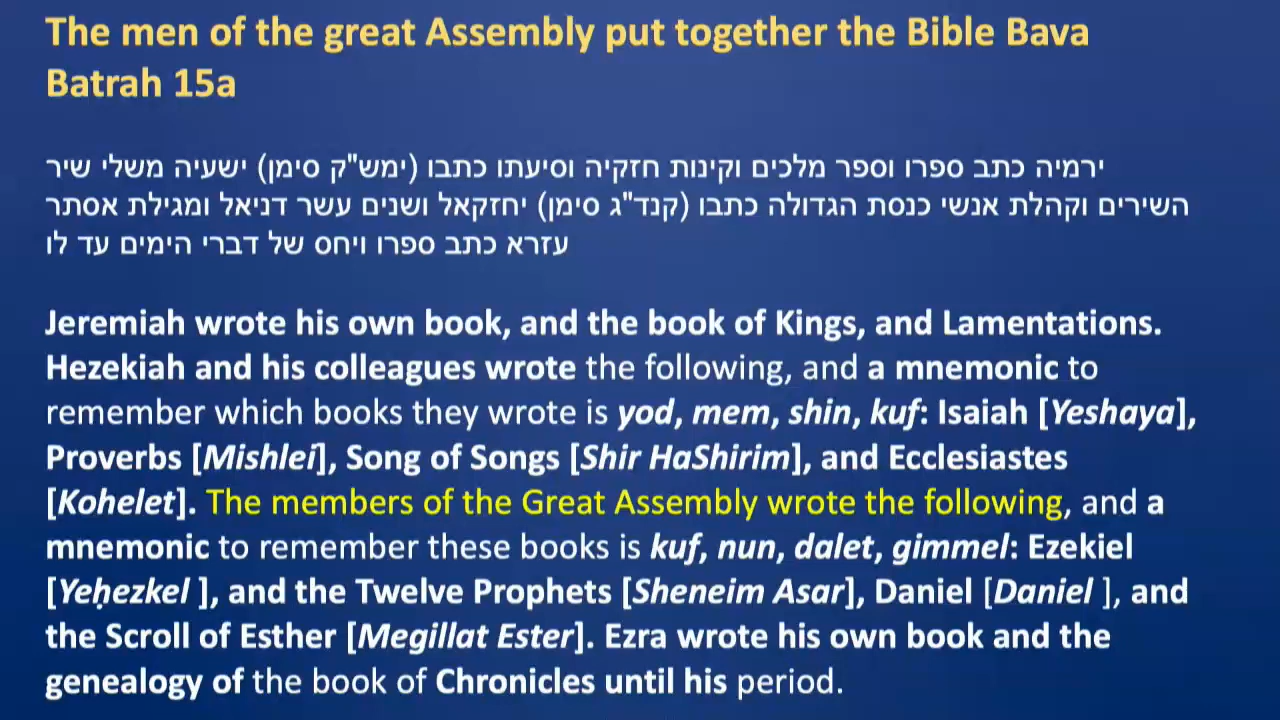 The men of the great Assembly put together the Bible Bava
Batrah 15a
ירמיה כתב ספרו וספר מלכים וקינות חזקיה וסיעתו כתבו (ימש"ק סימן) ישעיה משלי שיר
השירים וקהלת אנשי כנסת הגדולה כתבו (קנד"ג סימן) יחזקאל ושנים עשר דניאל ומגילת אסתר
עזרא כתב ספרו ויחס של דברי הימים עד לו
Jeremiah wrote his own book, and the book of Kings, and Lamentations.
Hezekiah and his colleagues wrote the following, and a mnemonic to
remember which books they wrote is yod, mem, shin, kuf: Isaiah [Yeshaya],
Proverbs [Mishlei], Song of Songs [Shir HaShirim], and Ecclesiastes
[Kohelet]. The members of the Great Assembly wrote the following, and a
mnemonic to remember these books is kuf, nun, dalet, gimmel: Ezekiel
[Yeḥezkel ], and the Twelve Prophets [Sheneim Asar], Daniel [Daniel ], and
the Scroll of Esther [Megillat Ester]. Ezra wrote his own book and the
genealogy of the book of Chronicles until his period.